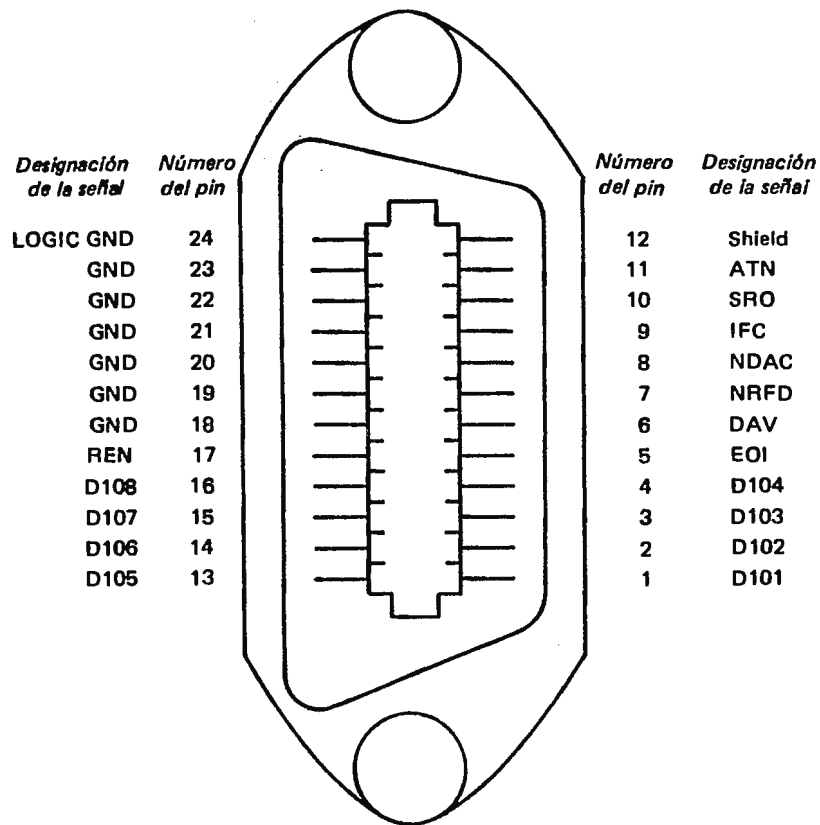 Designación Número Número Designación
de la señal del pin del pin de la señal
LOGIC GND 24 12 Shield
GND 23 11 ATN
GND 22 10 SRO
GND 21 9 IFC
GND 20 8 NDAC
GND 19 7 NRFD
GND 18 6 DAV
REN 17 5 EOI
D108 16 4 D104
D107 15 3 D103
D106 14 2 D102
D105 13 1 D101